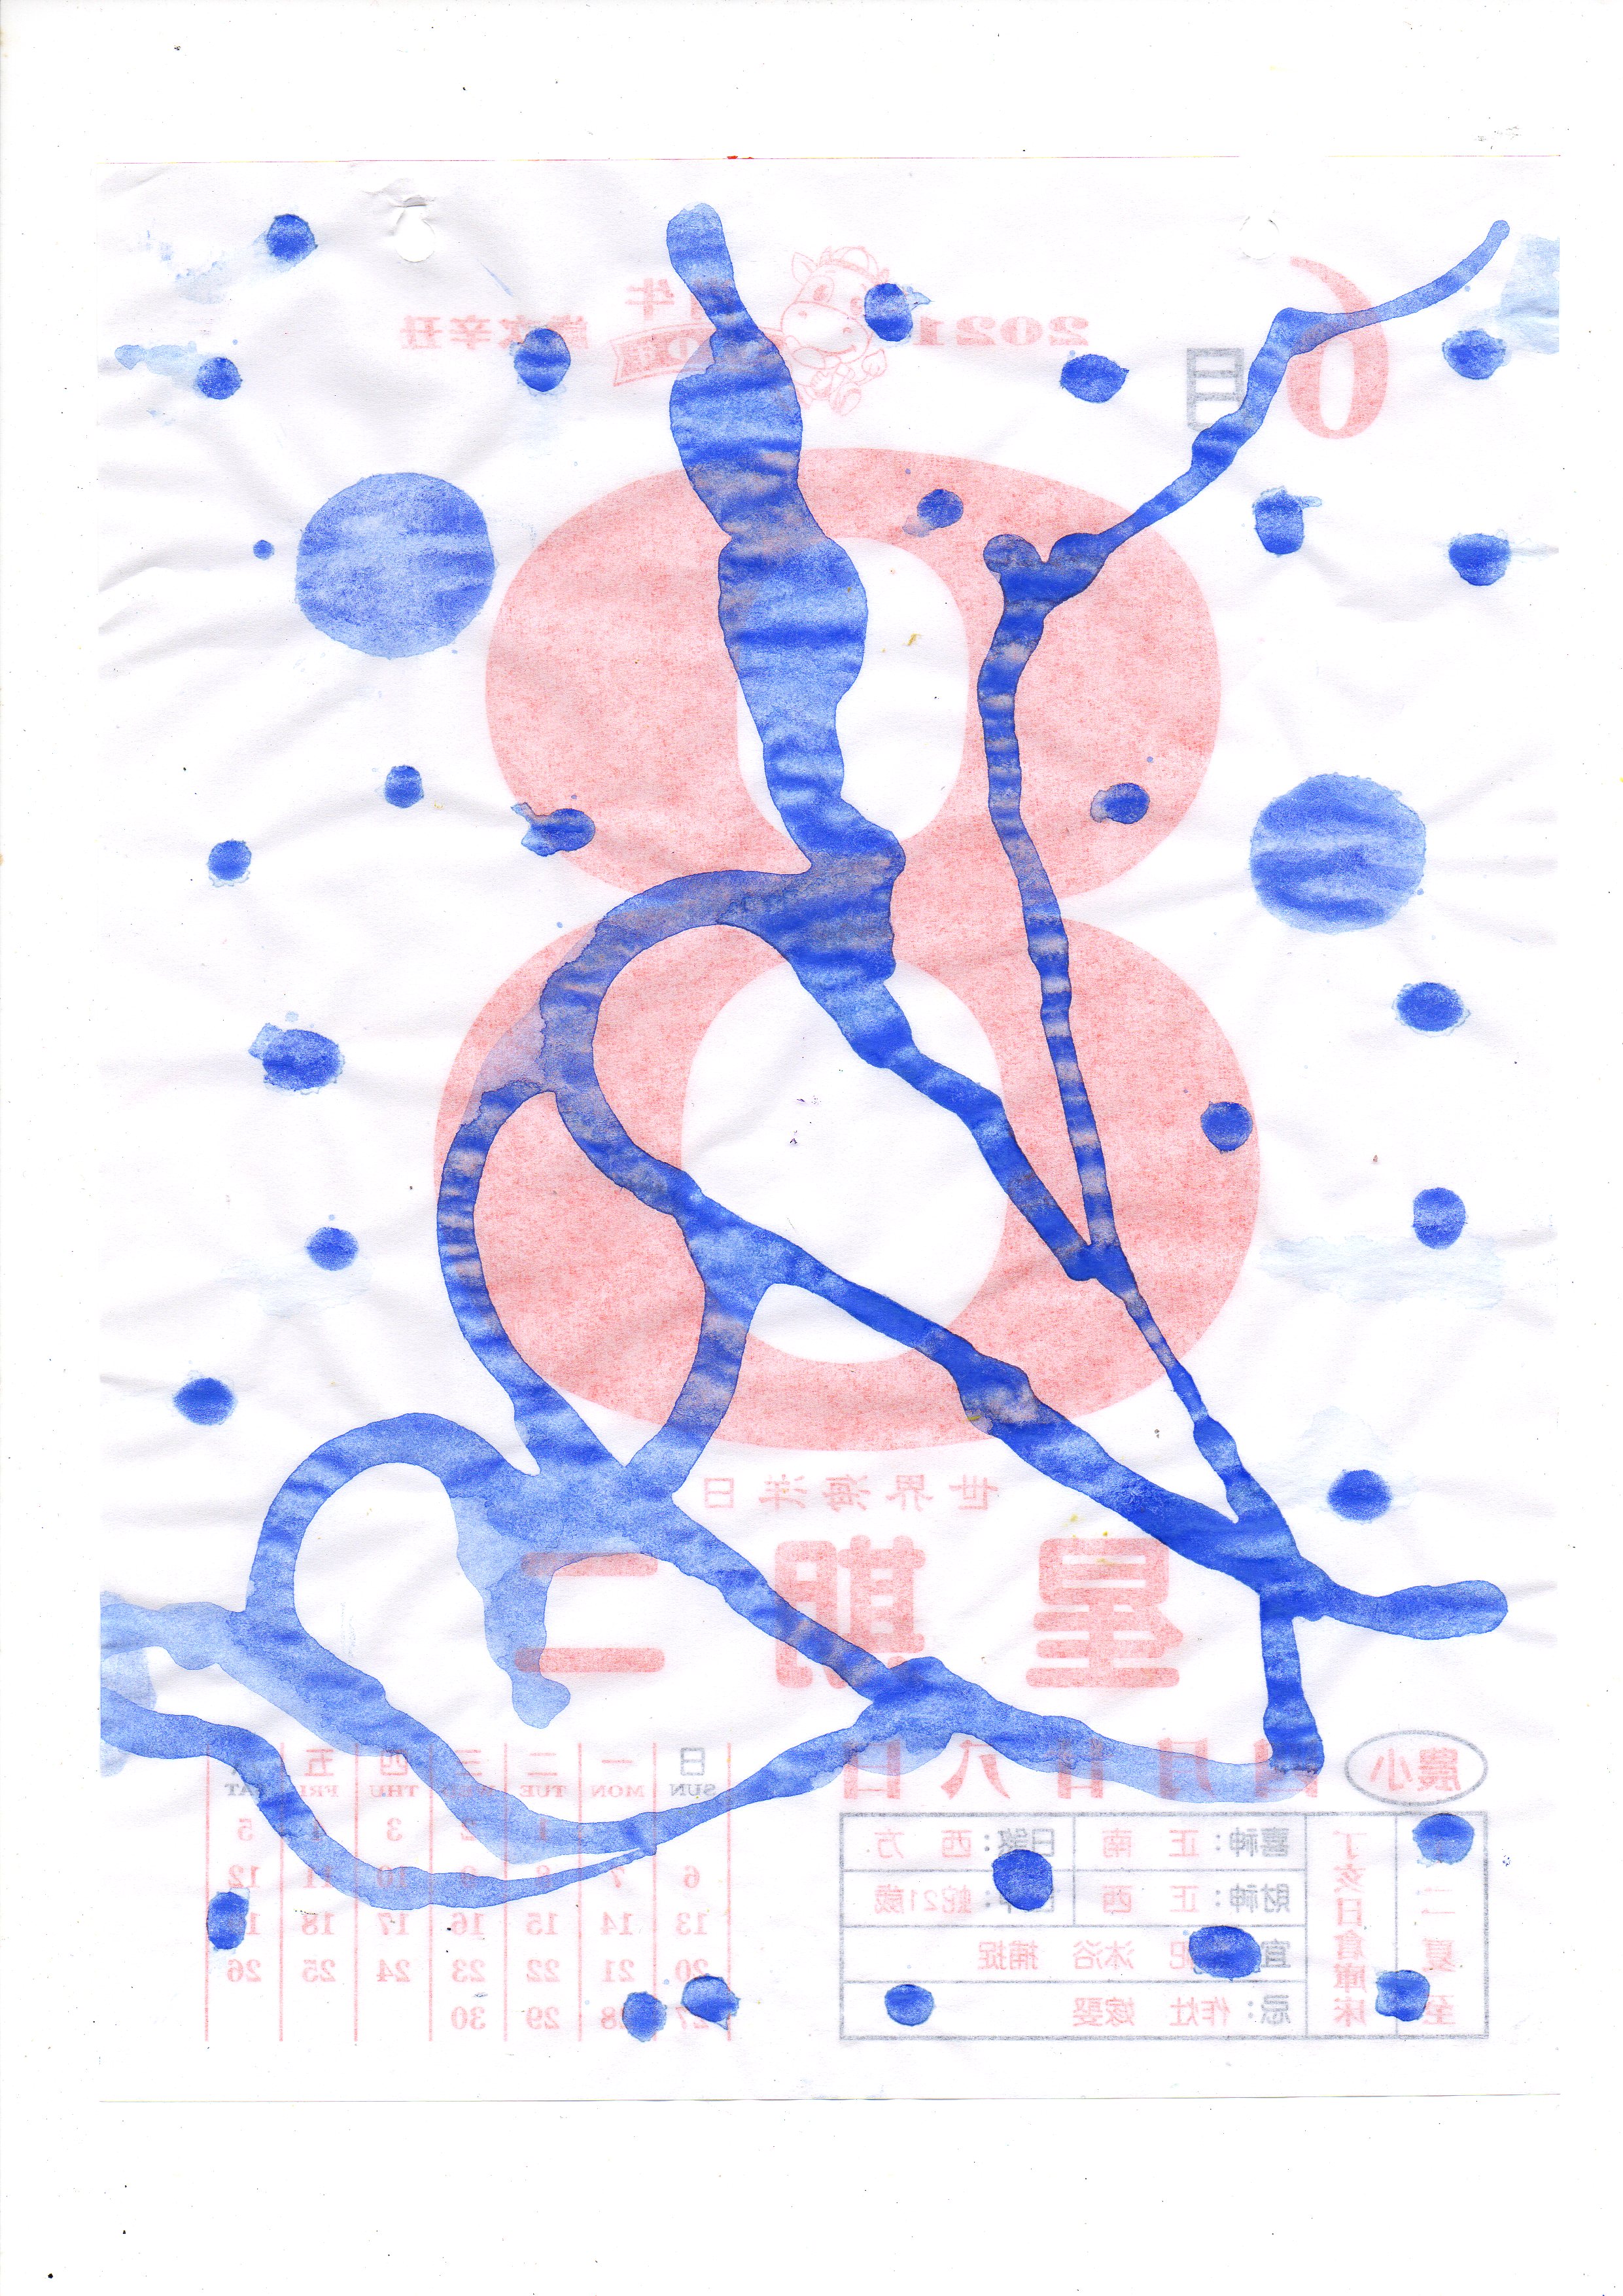 6月 2021 牛 歲次辛丑
8
世界海洋日
星期二
農小 四月廿八日
二夏至
丁亥日倉庫床
喜神：正南 日煞：西方
財神：正西 蛇21歲
宜 沐浴 捕捉
忌：作灶 嫁娶
日 一 二 三 四 五
SUN MON TUE WED THU FRI SAT
1 2 3 4 5
6 7 8 9 10 11 12
13 14 15 16 17 18
20 21 22 23 24 25 26
27 28 29 30